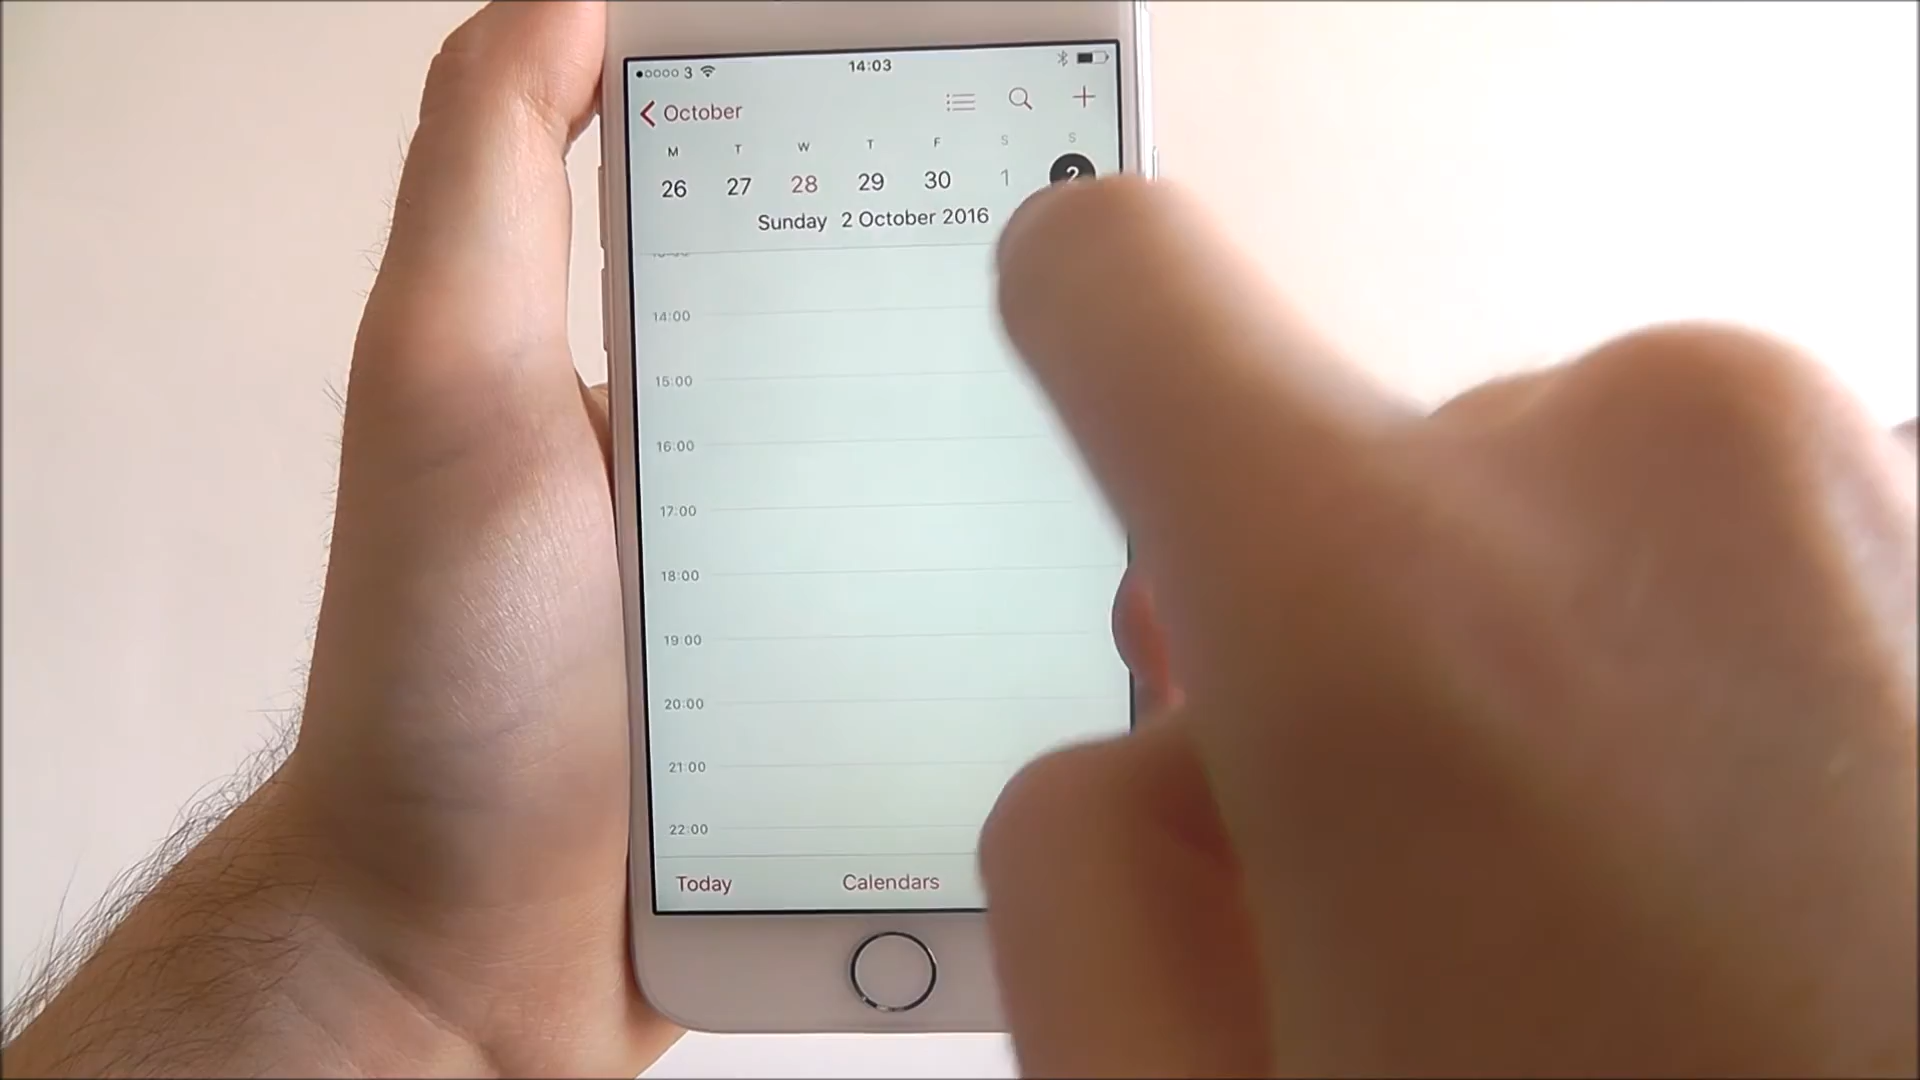 3 14:03
October
M T W T F S S
26 27 28 29 30 1 2
Sunday 2 October 2016
14:00
15:00
16:00
17:00
18:00
19:00
20:00
21:00
22:00
Today Calendars